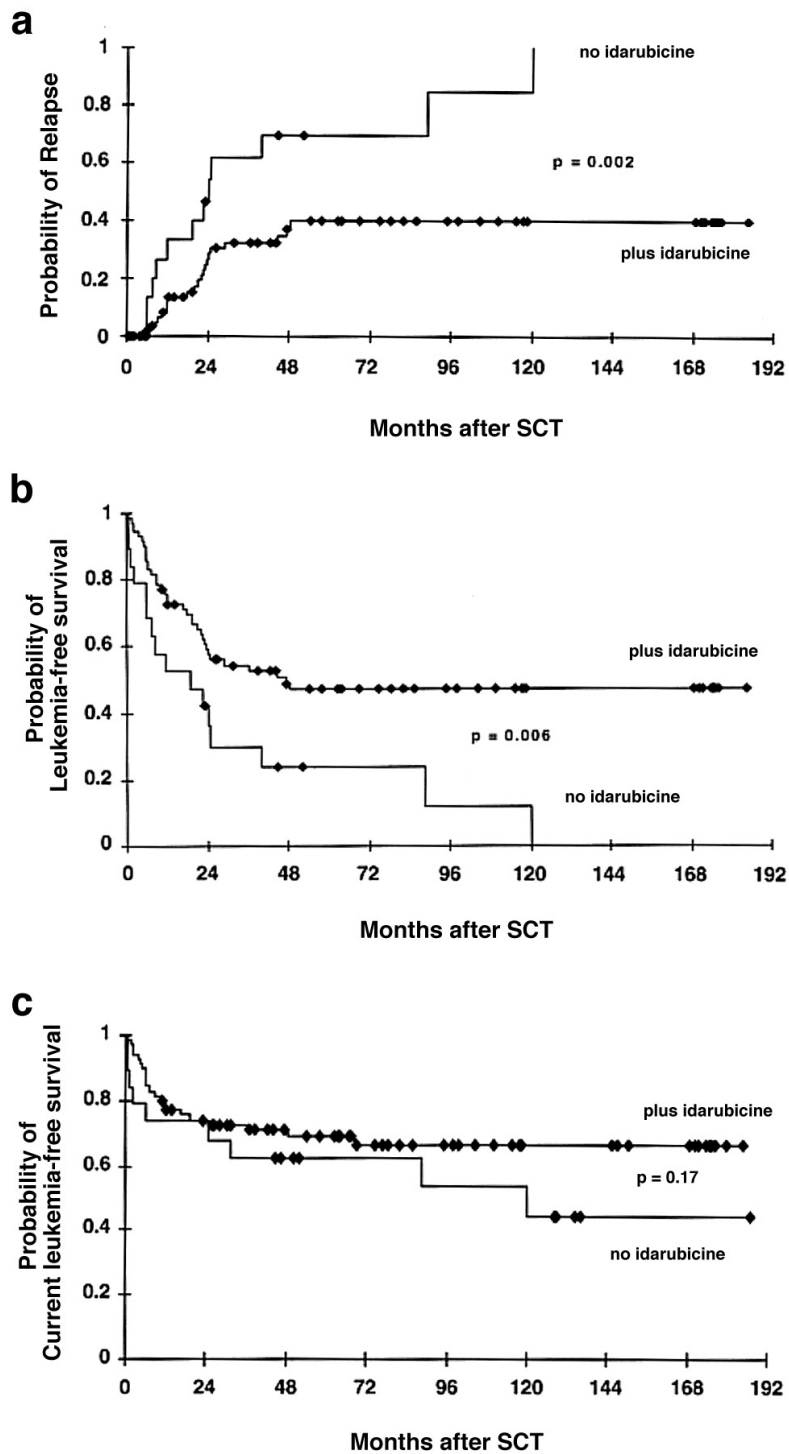 a
Probability of Relapse
1
0.8
0.6
0.4
0.2
0
no idarubicine
p = 0.002
plus idarubicine
0 24 48 72 96 120 144 168 192
Months after SCT
b
Probability of
Leukemia-free survival
1
0.8
0.6
0.4
0.2
0
plus idarubicine
p = 0.006
no idarubicine
0 24 48 72 96 120 144 168 192
Months after SCT
c
Probability of
Current leukemia-free survival
1
0.8
0.6
0.4
0.2
0
plus idarubicine
p = 0.17
no idarubicine
0 24 48 72 96 120 144 168 192
Months after SCT